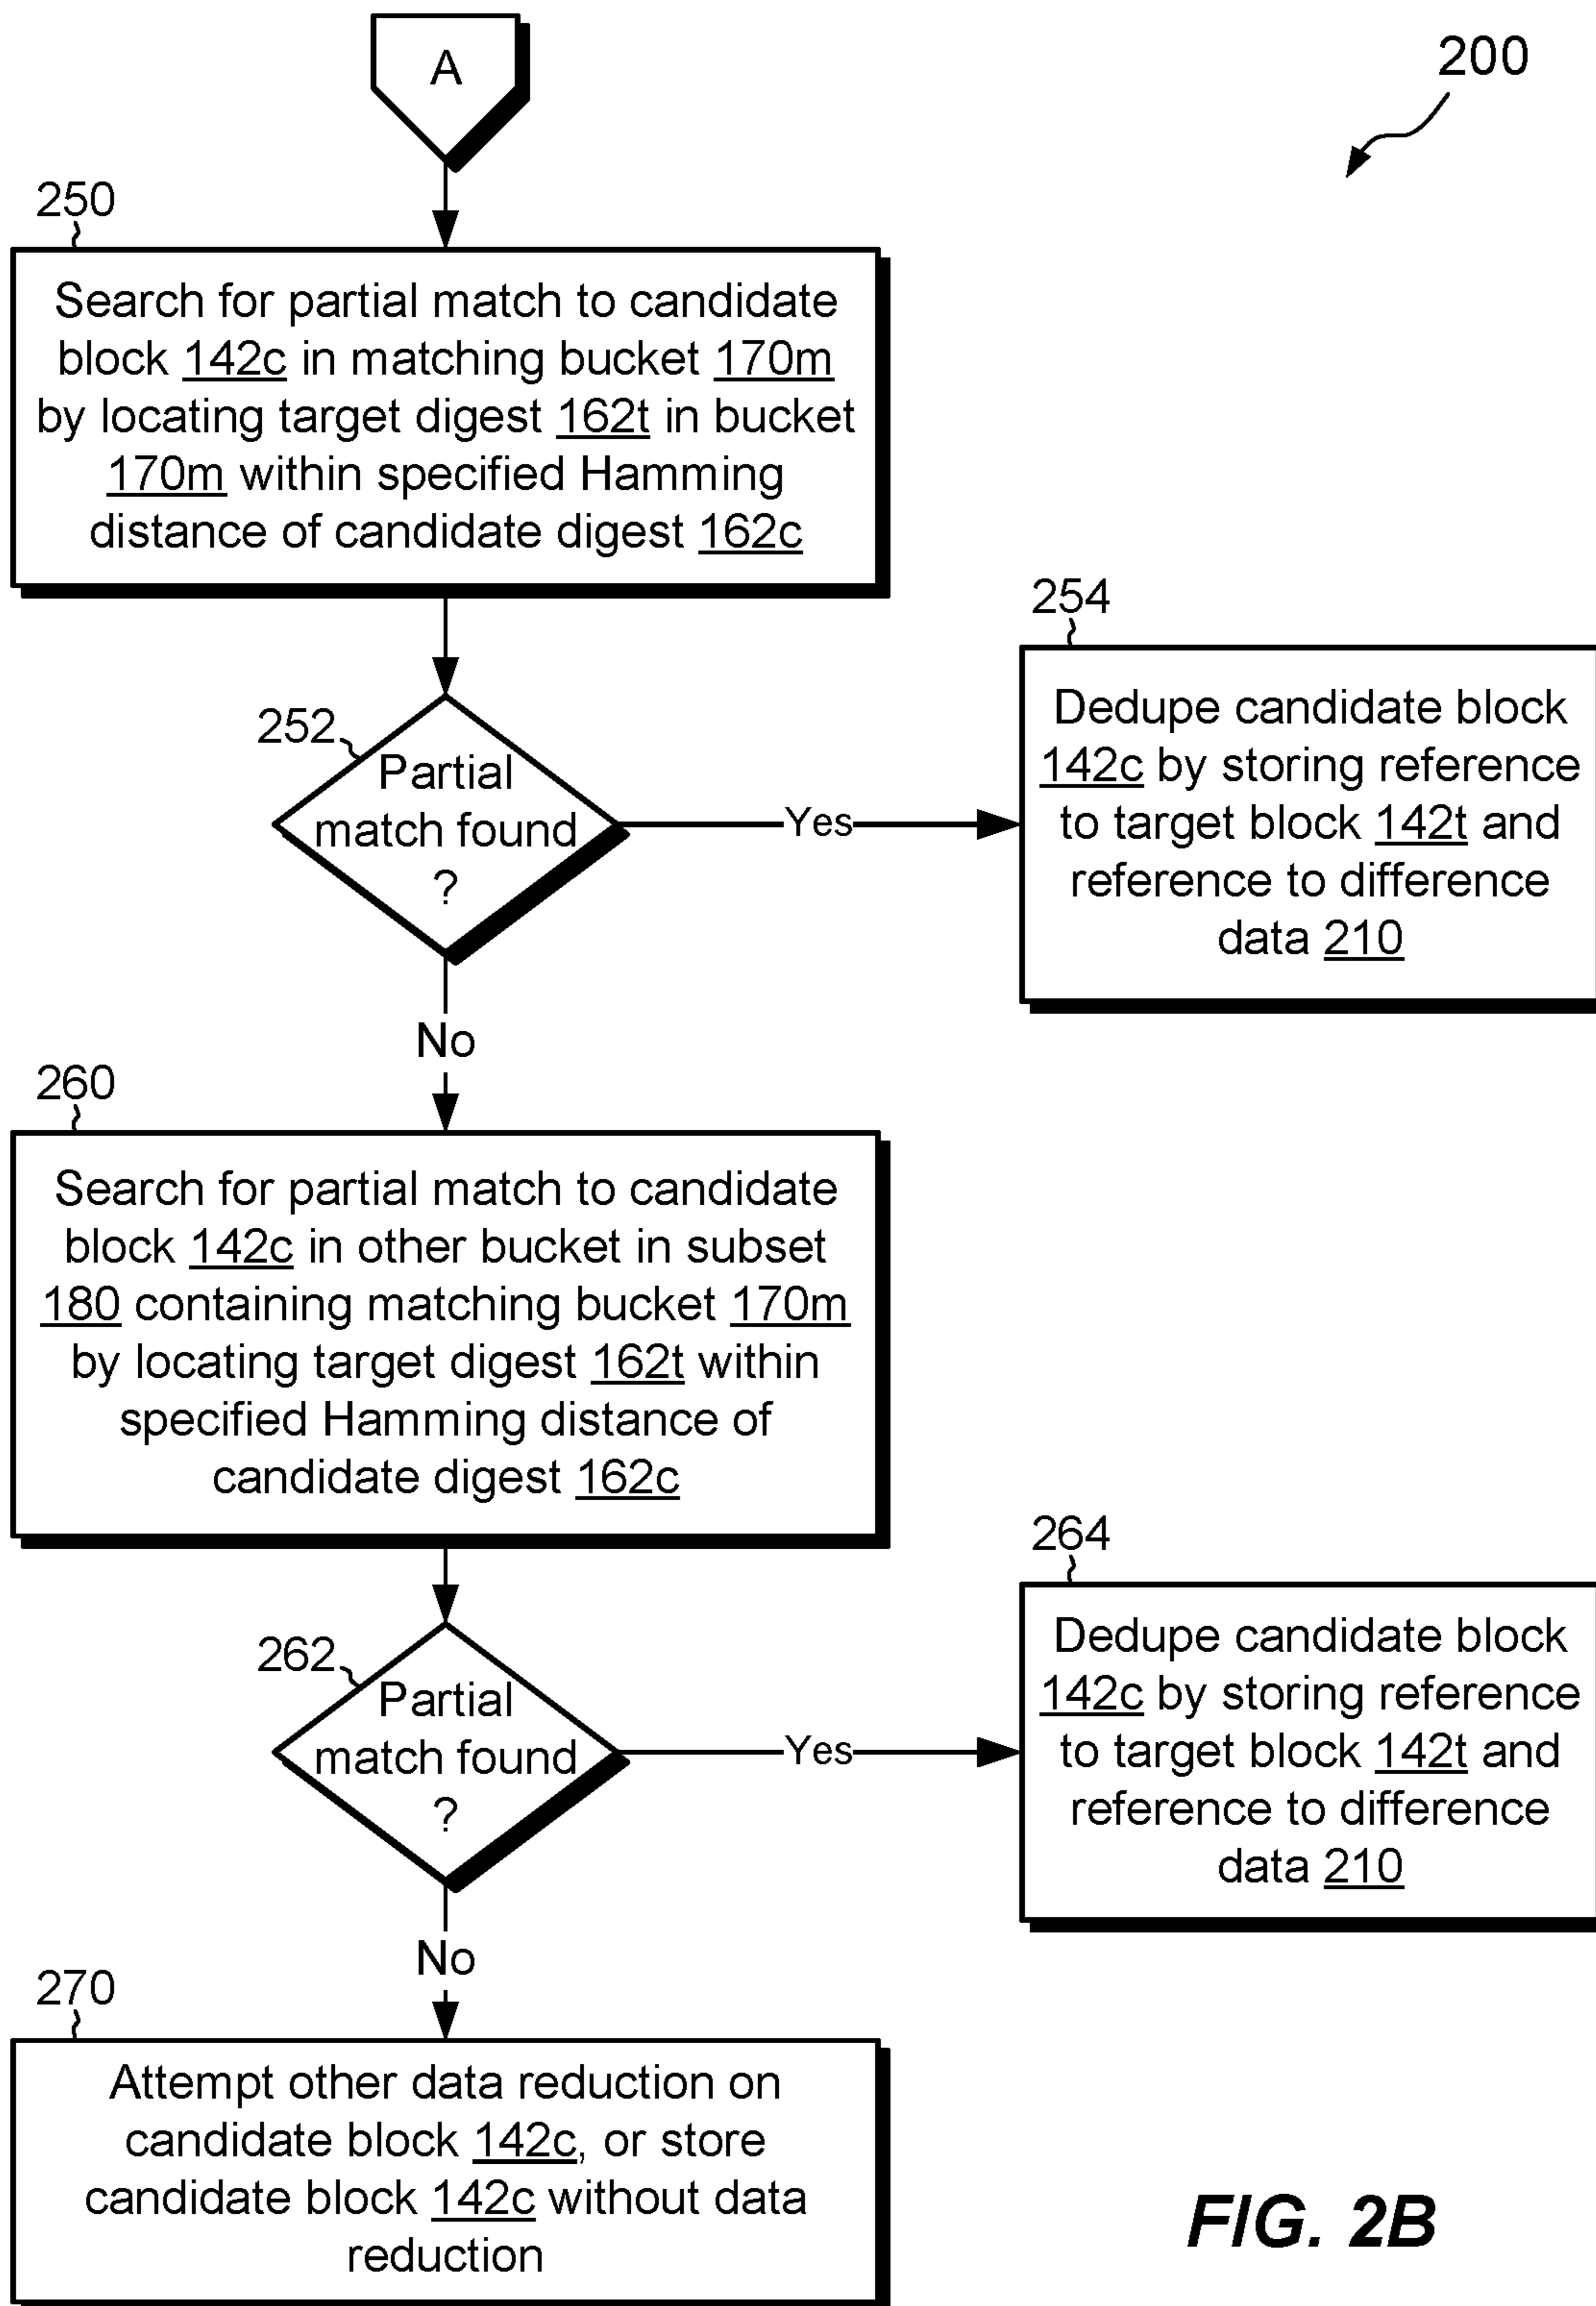 A
200
250
Search for partial match to candidate
block 142c in matching bucket 170m
by locating target digest 162t in bucket
170m within specified Hamming
distance of candidate digest 162c
252
Partial
match found
?
Yes
254
Dedupe candidate block
142c by storing reference
to target block 142t and
reference to difference
data 210
No
260
Search for partial match to candidate
block 142c in other bucket in subset
180 containing matching bucket 170m
by locating target digest 162t within
specified Hamming distance of
candidate digest 162c
262
Partial
match found
?
Yes
264
Dedupe candidate block
142c by storing reference
to target block 142t and
reference to difference
data 210
No
270
Attempt other data reduction on
candidate block 142c, or store
candidate block 142c without data
reduction
FIG. 2B